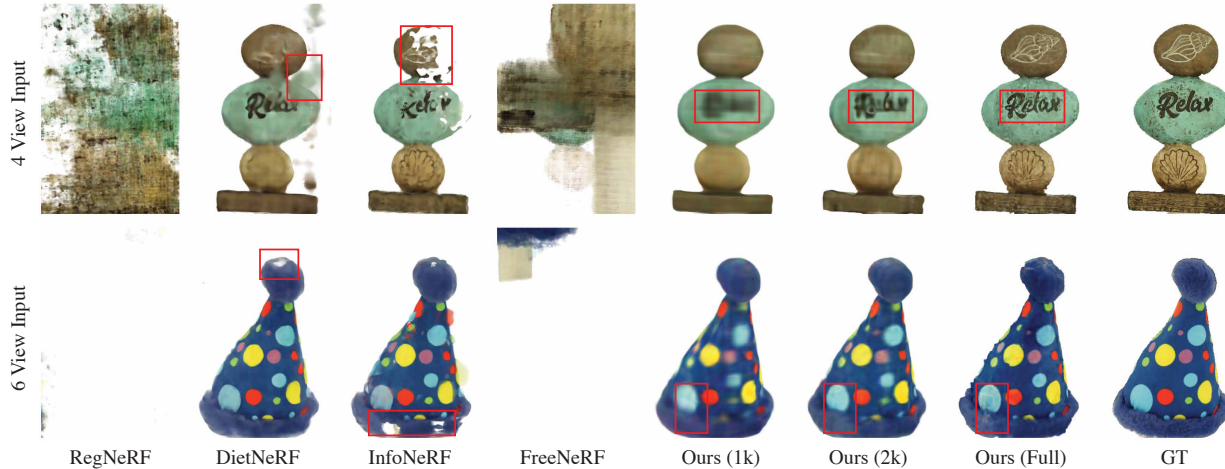 4 View Input
Relax
Relax
Relax
Relax
Relax
6 View Input
RegNeRF
DietNeRF
InfoNeRF
FreeNeRF
Ours (1k)
Ours (2k)
Ours (Full)
GT